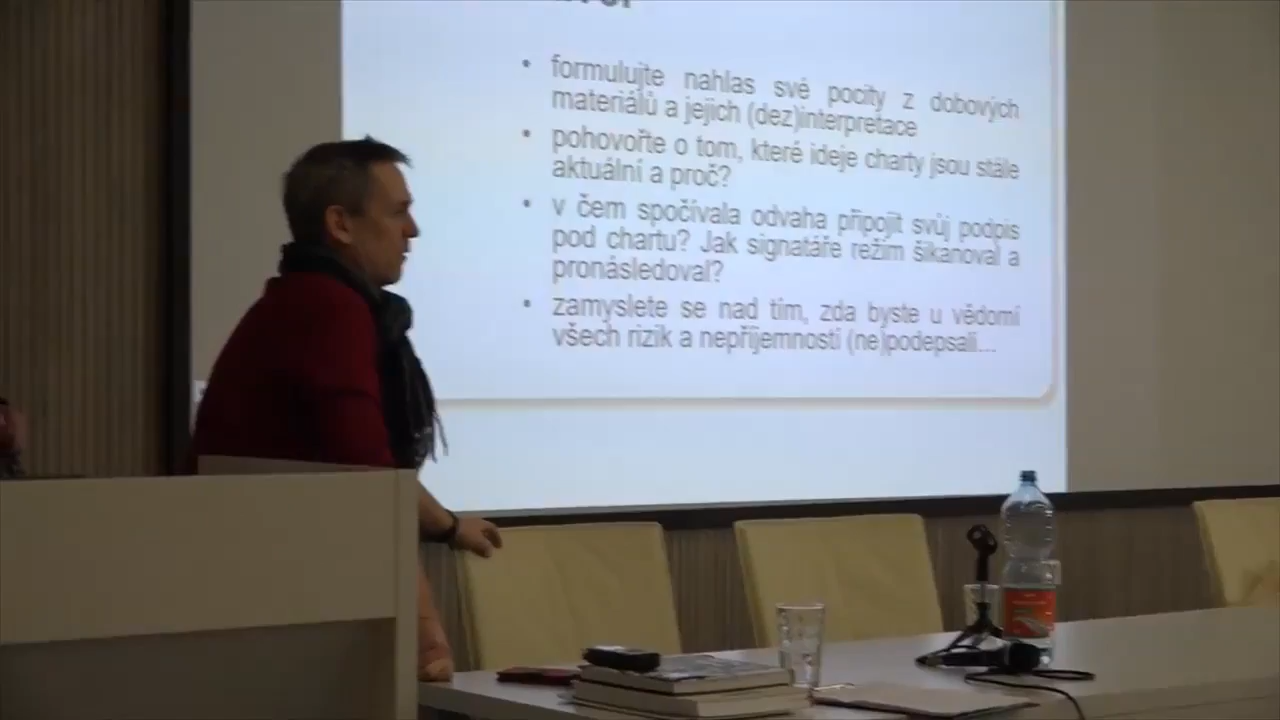 formulujte nahlas své pocity z dobových
materiálů a jejich (dez)interpretace
pohovořte o tom, které ideje charty jsou stále
aktuální a proč?
v čem spočívala odvaha připojit svůj podpis
pod chartu? Jak signatáře režim šikanoval a
pronásledoval?
zamyslete se nad tím, zda byste u vědomí
všech rizik a nepříjemností (ne)podepsali...